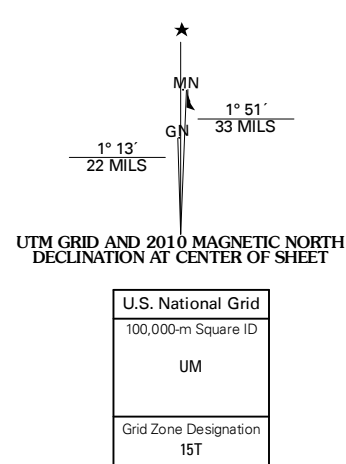 ★
MN
1° 51´
33 MILS
GN
1° 13´
22 MILS
UTM GRID AND 2010 MAGNETIC NORTH
DECLINATION AT CENTER OF SHEET
U.S. National Grid
100,000-m Square ID
UM
Grid Zone Designation
15T